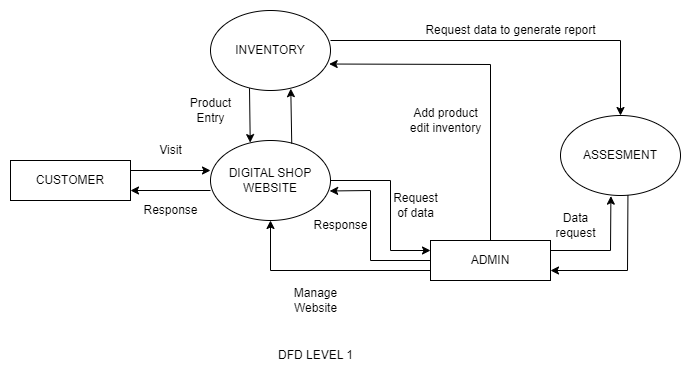 INVENTORY
Request data to generate report
Product
Entry
Add product
edit inventory
Visit
CUSTOMER
Response
DIGITAL SHOP
WEBSITE
ASSESMENT
Request
of data
Response
Data
request
ADMIN
Manage
Website
DFD LEVEL 1